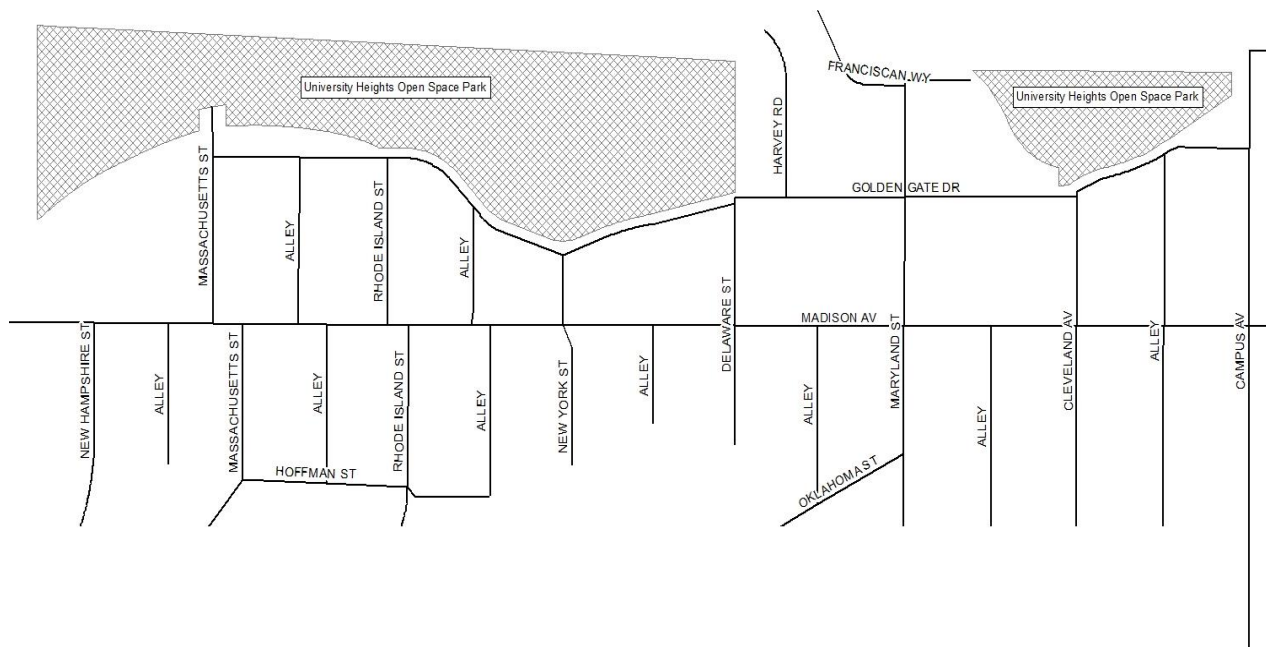 FRANCISCAN WY
University Heights Open Space Park
University Heights Open Space Park
HARVEY RD
MASSACHUSETTS ST
ALLEY
RHODE ISLAND ST
ALLEY
GOLDEN GATE DR
MADISON AV
NEW HAMPSHIRE ST
ALLEY
MASSACHUSETTS ST
ALLEY
RHODE ISLAND ST
ALLEY
NEW YORK ST
ALLEY
DELAWARE ST
ALLEY
MARYLAND ST
ALLEY
CLEVELAND AV
ALLEY
CAMPUS AV
HOFFMAN ST
OKLAHOMA ST